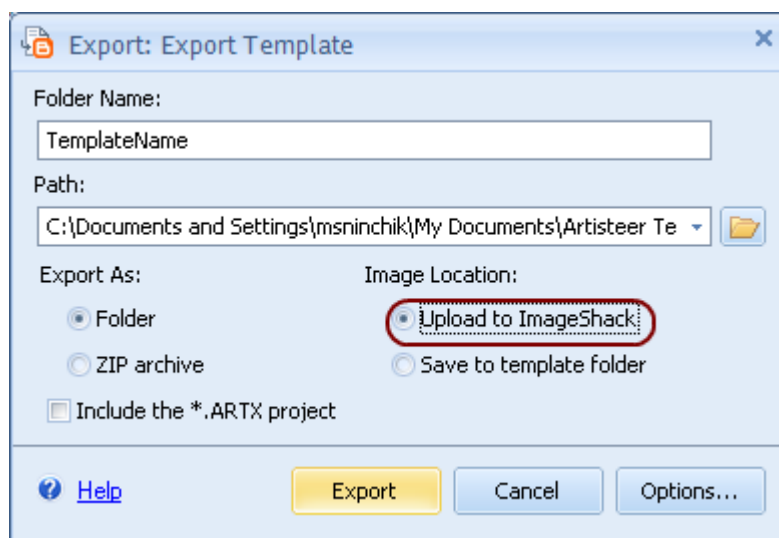 Export: Export Template
Folder Name:
TemplateName
Path:
C:\Documents and Settings\msninchik\My Documents\Artisteer Te
Export As:
Image Location:
Folder
Upload to ImageShack
ZIP archive
Save to template folder
Include the *.ARTX project
Help
Export
Cancel
Options...